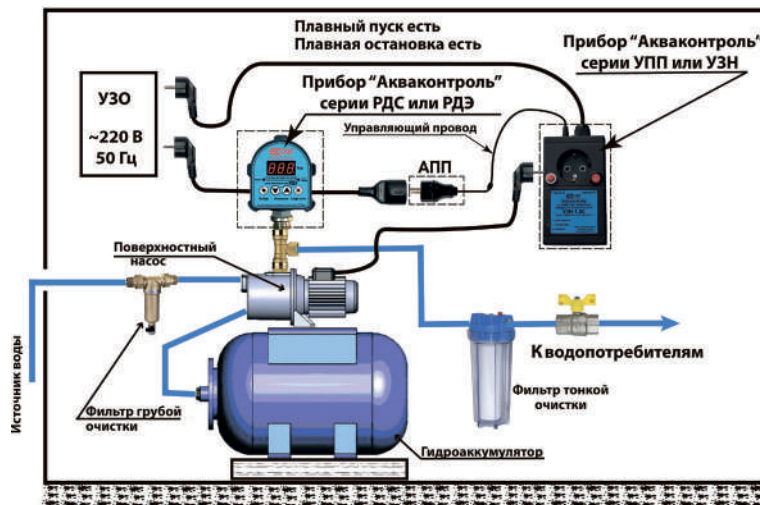 Плавный пуск есть
Плавная остановка есть
Прибор “Акваконтроль”
серии УПП или УЗН
УЗО
~220 В
50 Гц
Прибор “Акваконтроль”
серии РДС или РДЭ
Управляющий провод
АПП
Поверхностный
насос
Источник воды
Фильтр грубой
очистки
К водопотребителям
Фильтр тонкой
очистки
Гидроаккумулятор